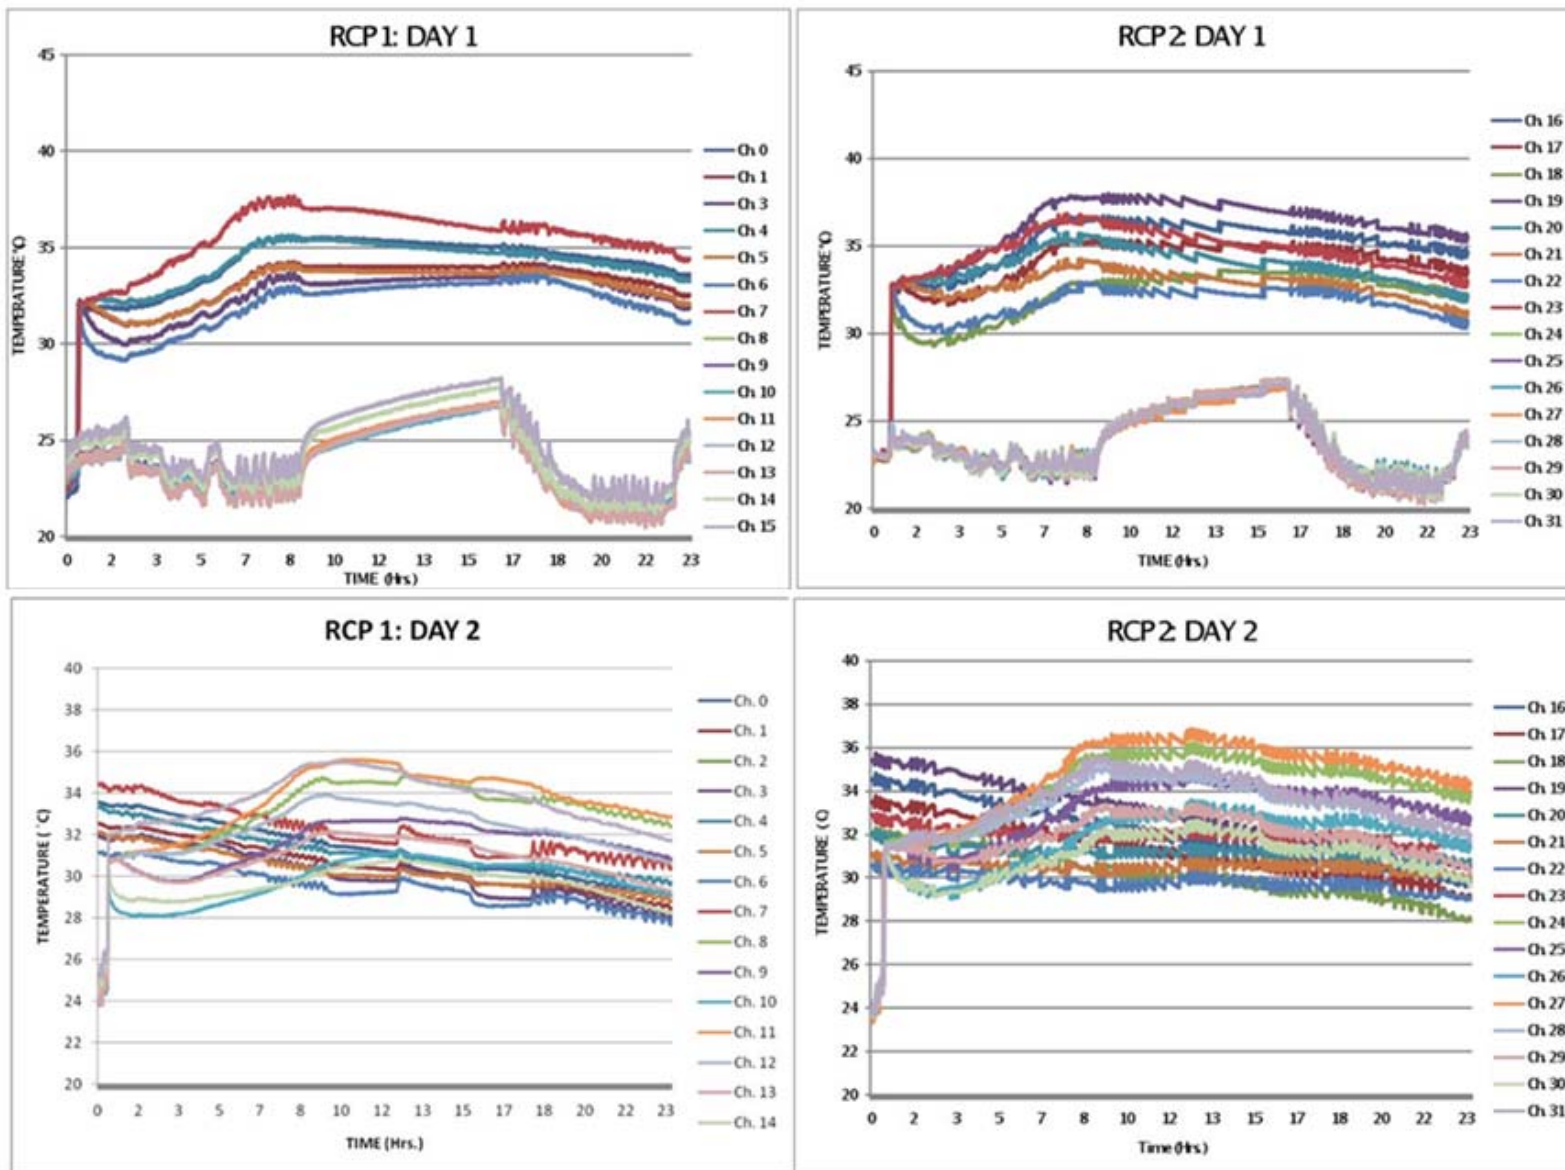 RCP1: DAY 1
45
40
35
30
25
20
TEMPERATURE°C)
0 2 3 5 7 8 10 12 13 15 17 18 20 22 23
TIME (Hrs.)
Ch. 0
Ch. 1
Ch. 3
Ch. 4
Ch. 5
Ch. 6
Ch. 7
Ch. 8
Ch. 9
Ch. 10
Ch. 11
Ch. 12
Ch. 13
Ch. 14
Ch. 15
RCP2: DAY 1
45
40
35
30
25
20
TEMPERATURE°C)
0 2 3 5 7 8 10 12 13 15 17 18 20 22 23
TIME (Hrs.)
Ch. 16
Ch. 17
Ch. 18
Ch. 19
Ch. 20
Ch. 21
Ch. 22
Ch. 23
Ch. 24
Ch. 25
Ch. 26
Ch. 27
Ch. 28
Ch. 29
Ch. 30
Ch. 31
RCP 1: DAY 2
40
38
36
34
32
30
28
26
24
22
20
TEMPERATURE (°C)
0 2 3 5 7 8 10 12 13 15 17 18 20 22 23
TIME (Hrs.)
Ch. 0
Ch. 1
Ch. 2
Ch. 3
Ch. 4
Ch. 5
Ch. 6
Ch. 7
Ch. 8
Ch. 9
Ch. 10
Ch. 11
Ch. 12
Ch. 13
Ch. 14
RCP2: DAY 2
40
38
36
34
32
30
28
26
24
22
20
TEMPERATURE (C)
0 2 3 5 7 8 10 12 13 15 17 18 20 22 23
Time (Hrs.)
Ch. 16
Ch. 17
Ch. 18
Ch. 19
Ch. 20
Ch. 21
Ch. 22
Ch. 23
Ch. 24
Ch. 25
Ch. 26
Ch. 27
Ch. 28
Ch. 29
Ch. 30
Ch. 31